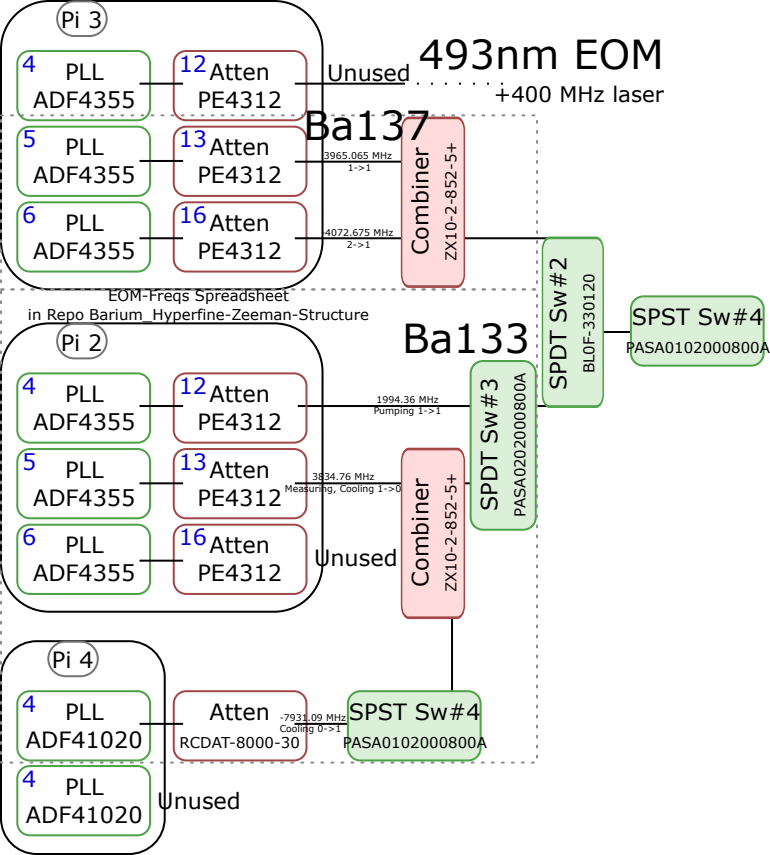 Pi 3
493nm EOM
+400 MHz laser
4 PLL ADF4355
12 Atten PE4312
Unused
Ba137
5 PLL ADF4355
13 Atten PE4312
3965.065 MHz
1->1
6 PLL ADF4355
16 Atten PE4312
-4072.675 MHz
2->1
Combiner
ZX10-2-852-5+
SPDT Sw#2
BL0F-330120
SPST Sw#4
PASA0102000800A
EOM-Freqs Spreadsheet
in Repo Barium_Hyperfine-Zeeman-Structure
Pi 2
Ba133
4 PLL ADF4355
12 Atten PE4312
1994.36 MHz
Pumping 1->1
SPDT Sw#3
PASA0202000800A
5 PLL ADF4355
13 Atten PE4312
3834.76 MHz
Measuring, Cooling 1->0
Combiner
ZX10-2-852-5+
6 PLL ADF4355
16 Atten PE4312
Unused
Pi 4
4 PLL ADF41020
Atten
RCDAT-8000-30
-7931.09 MHz
Cooling 0->1
SPST Sw#4
PASA0102000800A
4 PLL ADF41020
Unused